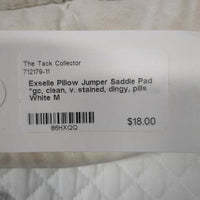 The Tack Collector
712179-11
Exselle Pillow Jumper Saddle Pad
*gc, clean, v. stained, dingy, pills
White M
86HXQQ
$18.00